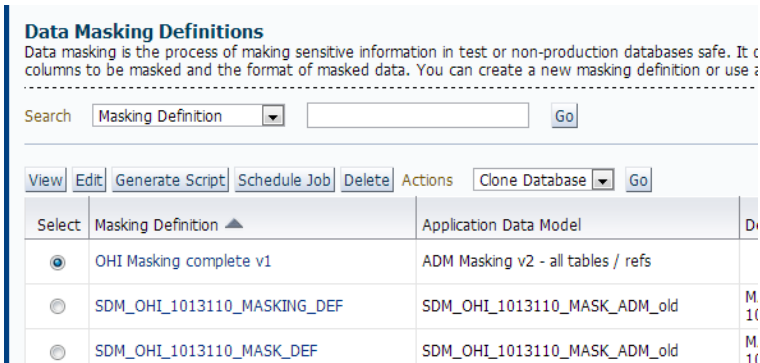 Data Masking Definitions
Data masking is the process of making sensitive information in test or non-production databases safe. It
columns to be masked and the format of masked data. You can create a new masking definition or use
Search Masking Definition Go
View Edit Generate Script Schedule Job Delete Actions Clone Database Go
Select Masking Definition Application Data Model
OHI Masking complete v1 ADM Masking v2 - all tables / refs
SDM_OHI_1013110_MASKING_DEF SDM_OHI_1013110_MASK_ADM_old
SDM_OHI_1013110_MASK_DEF SDM_OHI_1013110_MASK_ADM_old